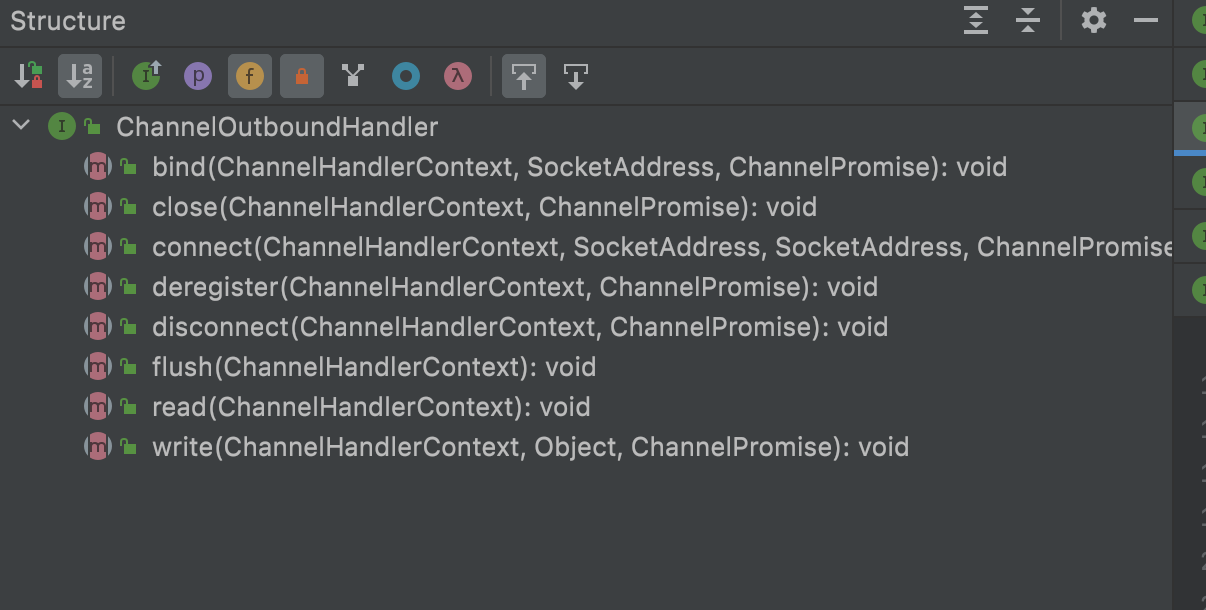 Structure
ChannelOutboundHandler
bind(ChannelHandlerContext, SocketAddress, ChannelPromise): void
close(ChannelHandlerContext, ChannelPromise): void
connect(ChannelHandlerContext, SocketAddress, SocketAddress, ChannelPromise
deregister(ChannelHandlerContext, ChannelPromise): void
disconnect(ChannelHandlerContext, ChannelPromise): void
flush(ChannelHandlerContext): void
read(ChannelHandlerContext): void
write(ChannelHandlerContext, Object, ChannelPromise): void